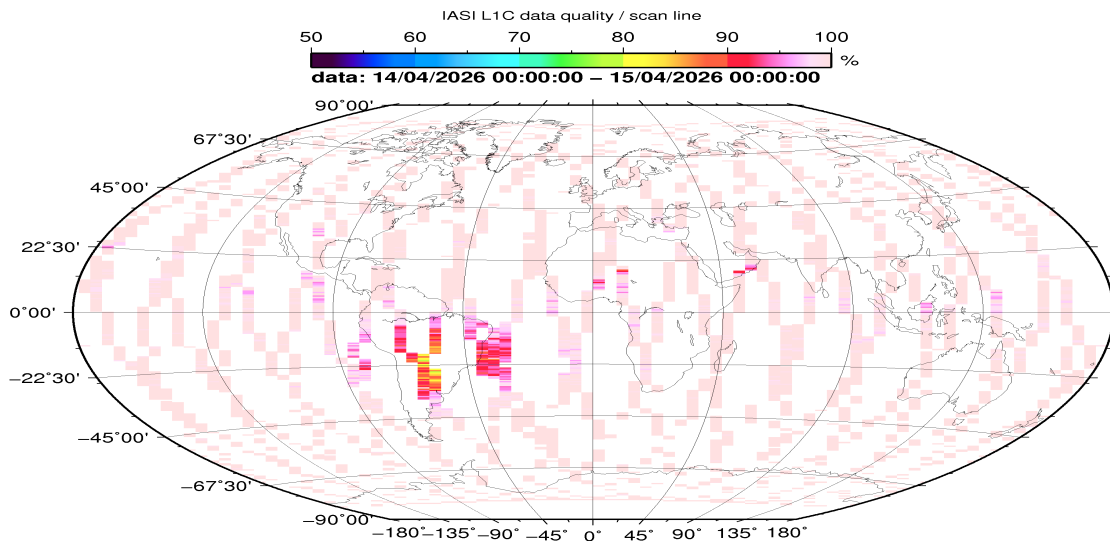 IASI L1C data quality / scan line
50 60 70 80 90 100
%
data: 14/04/2026 00:00:00 – 15/04/2026 00:00:00
90°00'
67°30'
45°00'
22°30'
0°00'
−22°30'
−45°00'
−67°30'
−90°00'
−180°−135° −90° −45° 0° 45° 90° 135° 180°